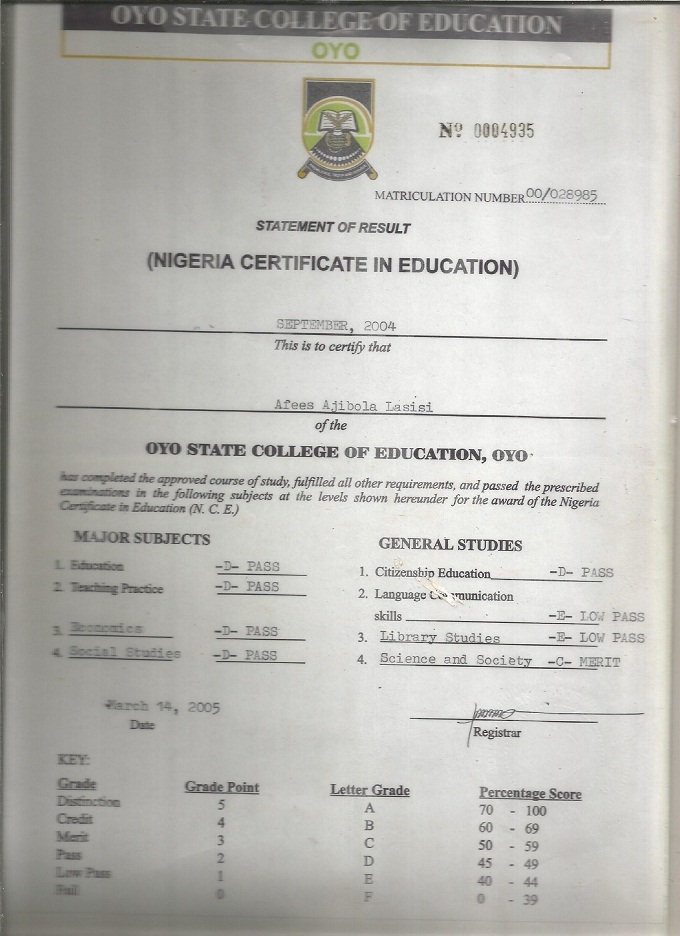 OYO STATE COLLEGE OF EDUCATION
OYO
Nº 0004935
MATRICULATION NUMBER 00/028985
STATEMENT OF RESULT
(NIGERIA CERTIFICATE IN EDUCATION)
SEPTEMBER, 2004
This is to certify that
Afees Ajibola Lasisi
of the
OYO STATE COLLEGE OF EDUCATION, OYO
has completed the approved course of study, fulfilled all other requirements, and passed the prescribed
examinations in the following subjects at the levels shown hereunder for the award of the Nigeria
Certificate in Education (N. C. E.)
MAJOR SUBJECTS
1. Education -D- PASS
2. Teaching Practice -D- PASS
3. Economics -D- PASS
4. Social Studies -D- PASS
GENERAL STUDIES
1. Citizenship Education -D- PASS
2. Language Communication
skills -E- LOW PASS
3. Library Studies -E- LOW PASS
4. Science and Society -C- MERIT
March 14, 2005
Date
Registrar
KEY:
Grade Grade Point Letter Grade Percentage Score
Distinction 5 A 70 - 100
Credit 4 B 60 - 69
Merit 3 C 50 - 59
Pass 2 D 45 - 49
Low Pass 1 E 40 - 44
Fail 0 F 0 - 39